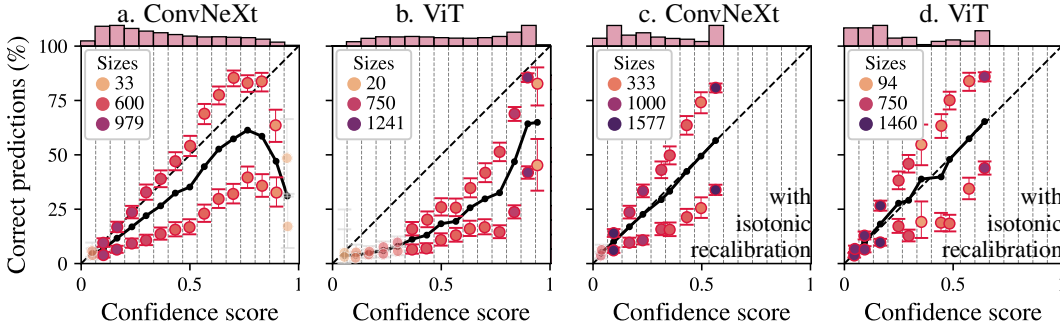 a. ConvNeXt
b. ViT
c. ConvNeXt
d. ViT
Correct predictions (%)
100
75
50
25
0
Sizes
33
600
979
Sizes
20
750
1241
Sizes
333
1000
1577
Sizes
94
750
1460
with
isotonic
recalibration
with
isotonic
recalibration
0 0.5 1
0.5 1
0 0.5 1
0 0.5 1
Confidence score
Confidence score
Confidence score
Confidence score